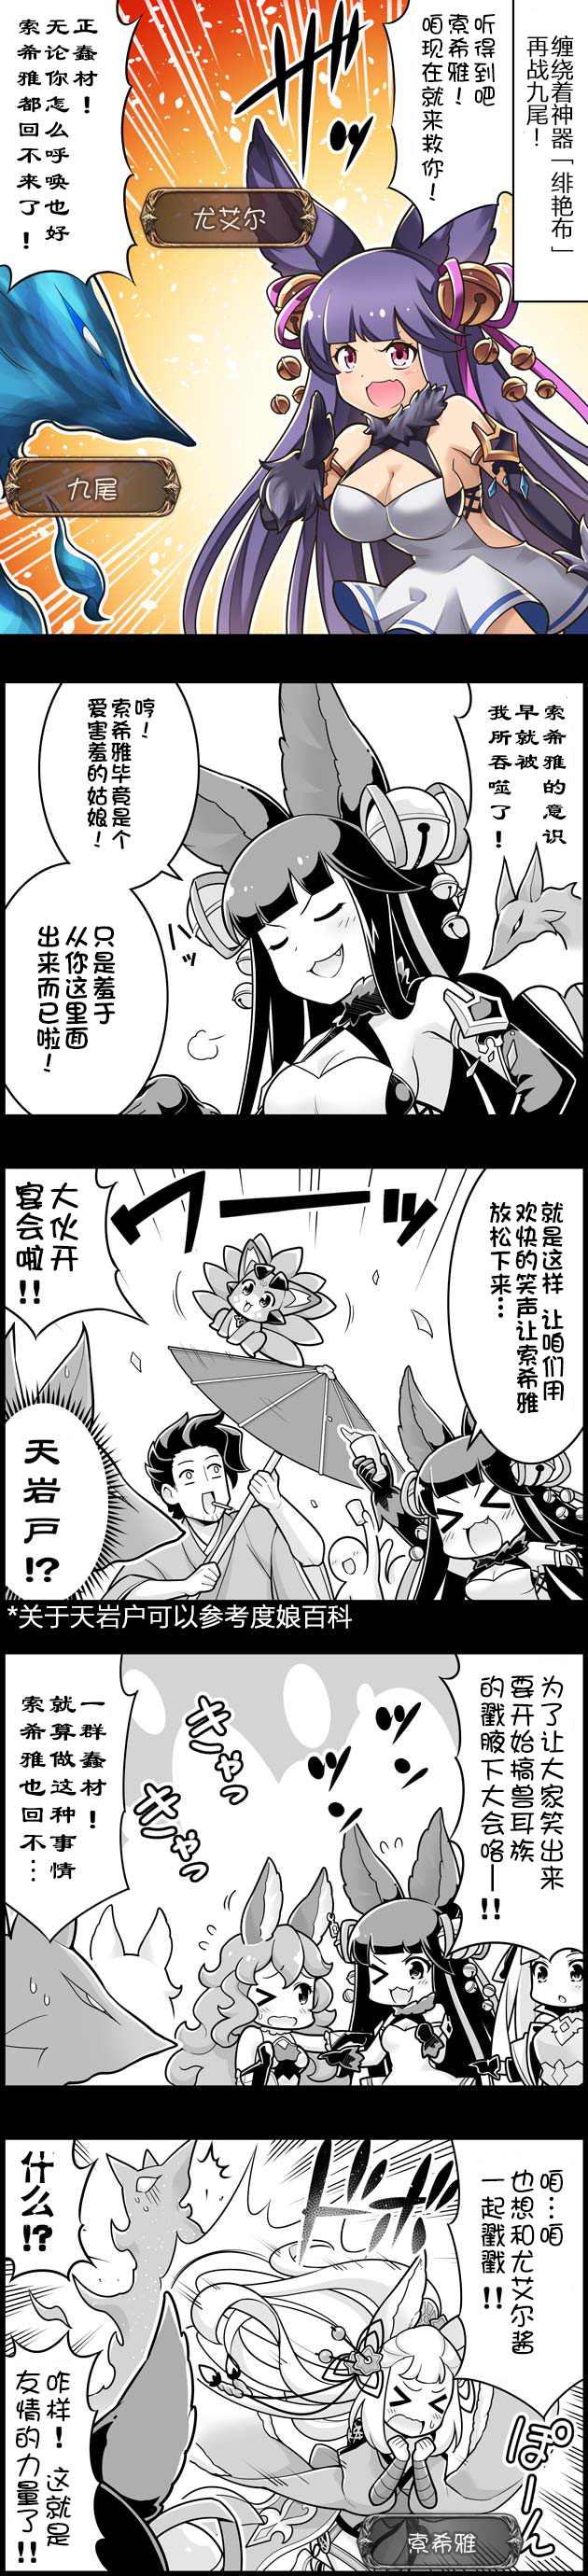 缠绕着神器「绯艳布」
再战九尾！
听得到吧
索希雅！
咱现在就来救你！
ビッ
尤艾尔
正蠢材！
无论你怎么呼唤也好
索希雅都回不来了！
九尾
索希雅的意识
早就被
我所吞噬了！
哼！
索希雅毕竟是个
爱害羞的姑娘！
ハッ
只是羞于
从你这里面
出来而已啦！
就是这样 让咱们用
欢快的笑声让索希雅
放松下来…
大伙开
宴会啦!!
天岩戸!?
*关于天岩户可以参考度娘百科
为了让大家笑出来
要开始搞兽耳族
的戳腋下大会咯ー!!
キャっ
キャっ
一群蠢材！
就算做这种事情
索希雅也回不…
咱…咱
也想和尤艾尔酱
一起戳戳!!
什么!?
ぽーん
咋样！这就是
友情的力量了!!
索希雅